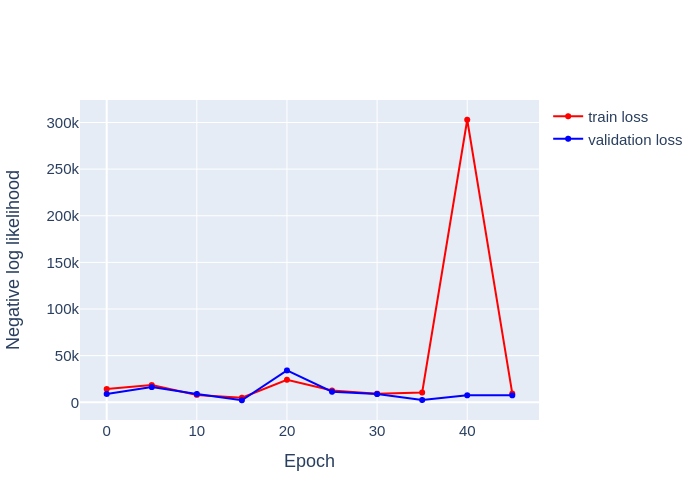 train loss
validation loss
Negative log likelihood
300k
250k
200k
150k
100k
50k
0
0 10 20 30 40
Epoch